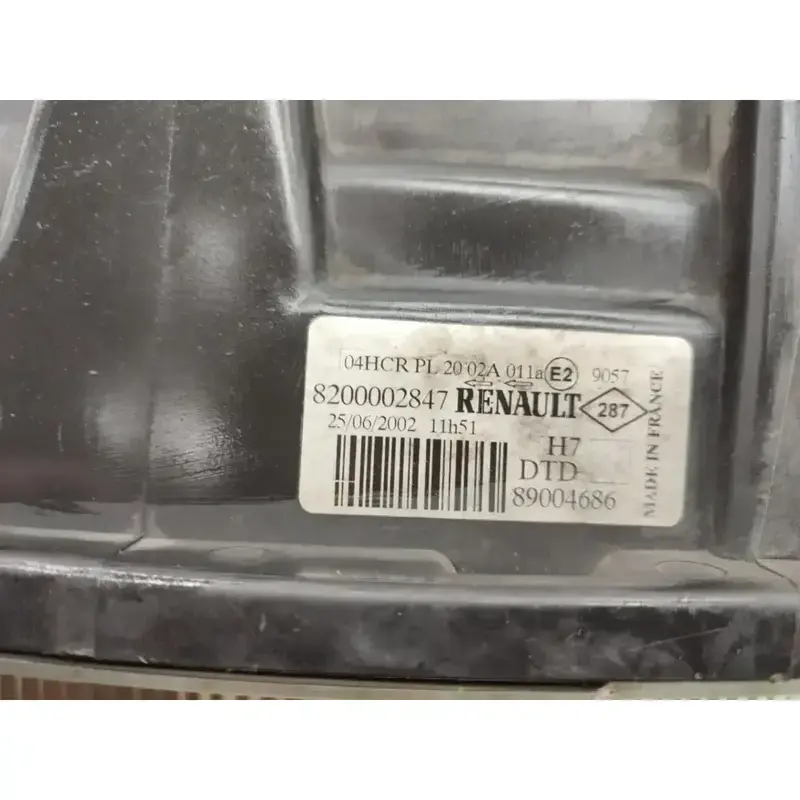 04HCR PL 20 02A 011a E2 9057
8200002847 RENAULT 287
25/06/2002 11h51
H7
DTD
89004686
MADE IN FRANCE